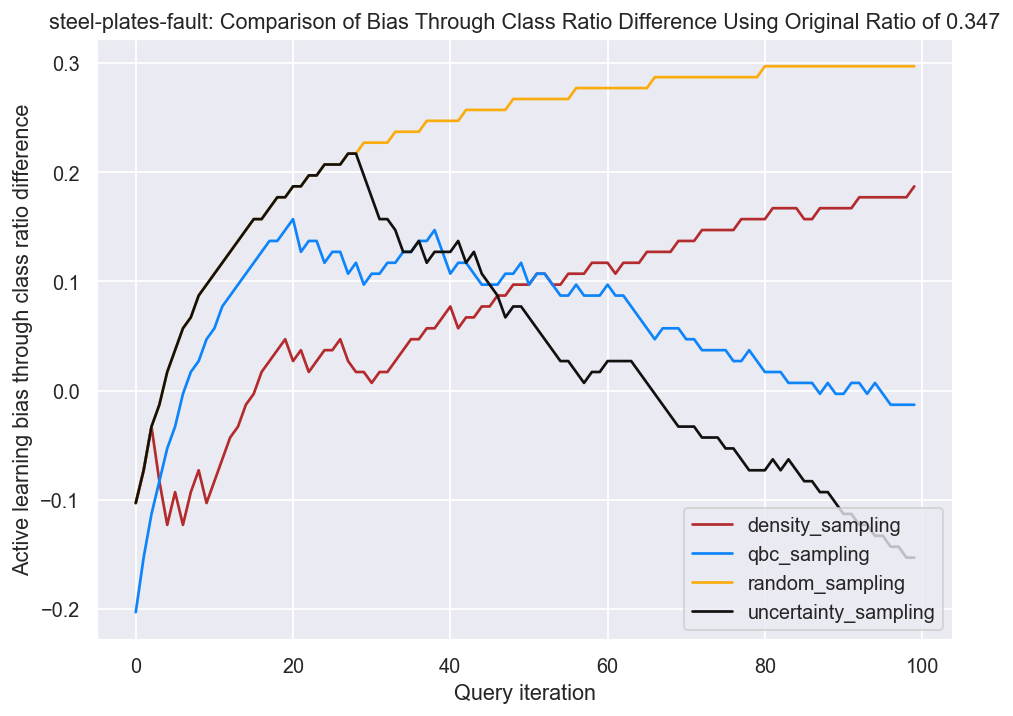 steel-plates-fault: Comparison of Bias Through Class Ratio Difference Using Original Ratio of 0.347
Active learning bias through class ratio difference
0.3
0.2
0.1
0.0
−0.1
−0.2
density_sampling
qbc_sampling
random_sampling
uncertainty_sampling
0 20 40 60 80 100
Query iteration